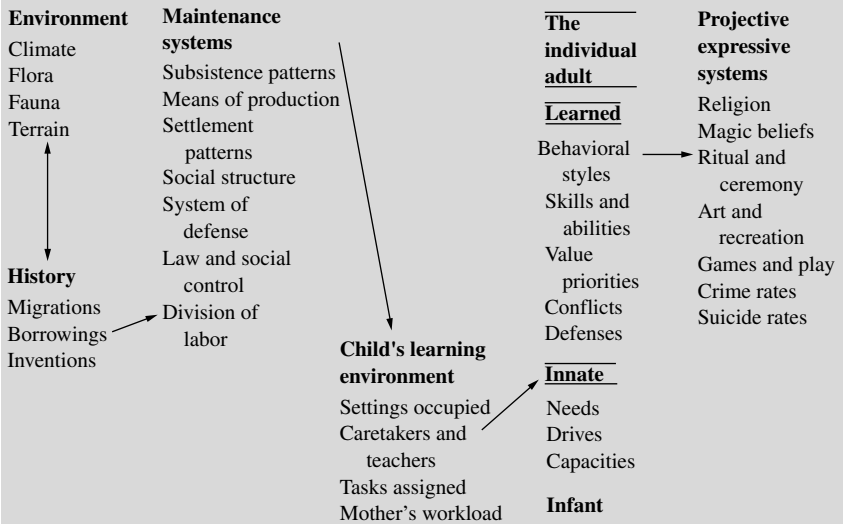 Environment
Climate
Flora
Fauna
Terrain
History
Migrations
Borrowings
Inventions
Maintenance
systems
Subsistence patterns
Means of production
Settlement
patterns
Social structure
System of
defense
Law and social
control
Division of
labor
Child's learning
environment
Settings occupied
Caretakers and
teachers
Tasks assigned
Mother's workload
The
individual
adult
Learned
Behavioral
styles
Skills and
abilities
Value
priorities
Conflicts
Defenses
Innate
Needs
Drives
Capacities
Infant
Projective
expressive
systems
Religion
Magic beliefs
Ritual and
ceremony
Art and
recreation
Games and play
Crime rates
Suicide rates